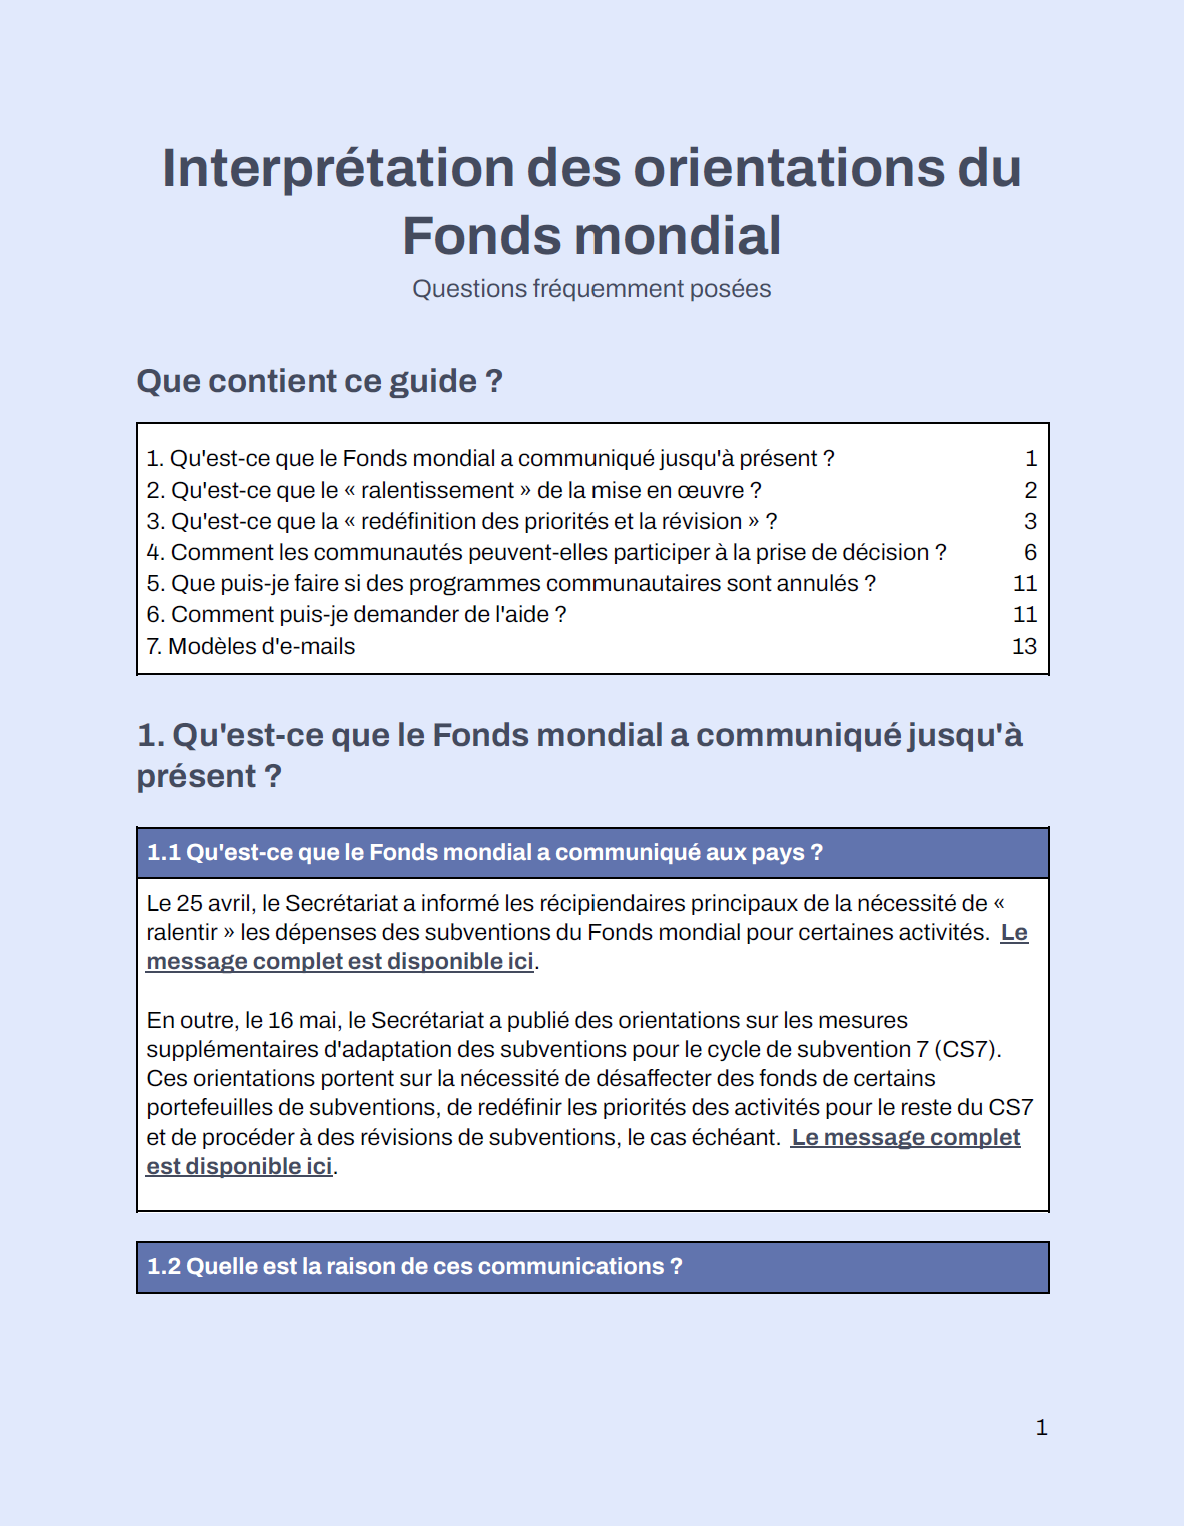 Interprétation des orientations du
Fonds mondial
Questions fréquemment posées
Que contient ce guide ?
1. Qu'est-ce que le Fonds mondial a communiqué jusqu'à présent ? 1
2. Qu'est-ce que le « ralentissement » de la mise en œuvre ? 2
3. Qu'est-ce que la « redéfinition des priorités et la révision » ? 3
4. Comment les communautés peuvent-elles participer à la prise de décision ? 6
5. Que puis-je faire si des programmes communautaires sont annulés ? 11
6. Comment puis-je demander de l'aide ? 11
7. Modèles d'e-mails 13
1. Qu'est-ce que le Fonds mondial a communiqué jusqu'à
présent ?
1.1 Qu'est-ce que le Fonds mondial a communiqué aux pays ?
Le 25 avril, le Secrétariat a informé les récipiendaires principaux de la nécessité de «
ralentir » les dépenses des subventions du Fonds mondial pour certaines activités. Le
message complet est disponible ici.
En outre, le 16 mai, le Secrétariat a publié des orientations sur les mesures
supplémentaires d'adaptation des subventions pour le cycle de subvention 7 (CS7).
Ces orientations portent sur la nécessité de désaffecter des fonds de certains
portefeuilles de subventions, de redéfinir les priorités des activités pour le reste du CS7
et de procéder à des révisions de subventions, le cas échéant. Le message complet
est disponible ici.
1.2 Quelle est la raison de ces communications ?
1